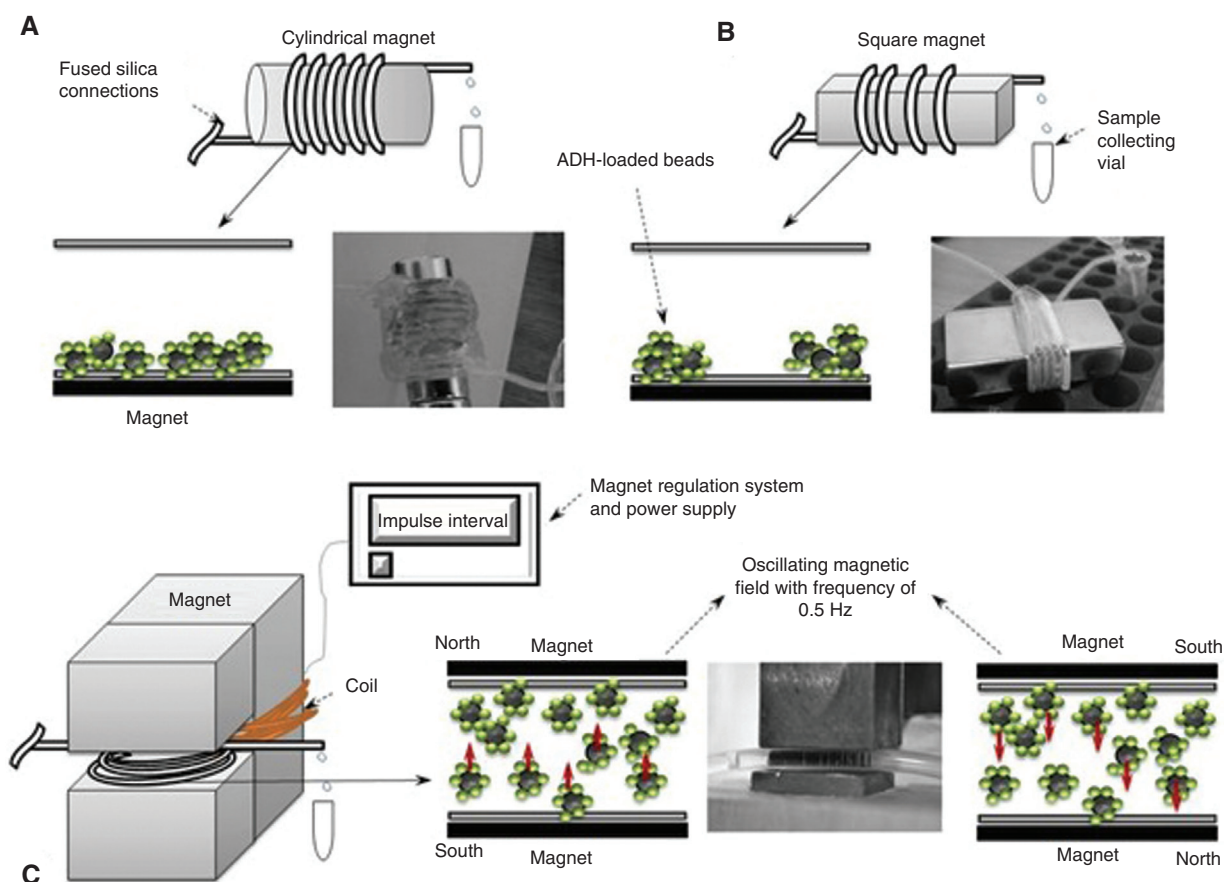 A
Cylindrical magnet
Fused silica
connections
Magnet
B
Square magnet
Sample
collecting
vial
ADH-loaded beads
Impulse interval
Magnet regulation system
and power supply
Magnet
Coil
Oscillating magnetic
field with frequency of
0.5 Hz
North
Magnet
South
Magnet
Magnet
South
Magnet
North
C